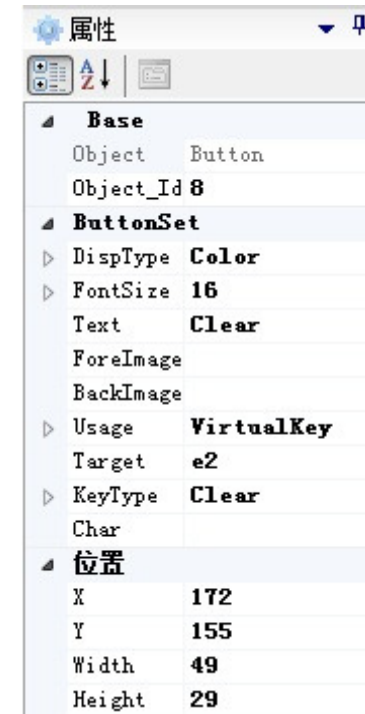 属性
Base
Object Button
Object_Id 8
ButtonSet
DispType Color
FontSize 16
Text Clear
ForeImage
BackImage
Usage VirtualKey
Target e2
KeyType Clear
Char
位置
X 172
Y 155
Width 49
Height 29